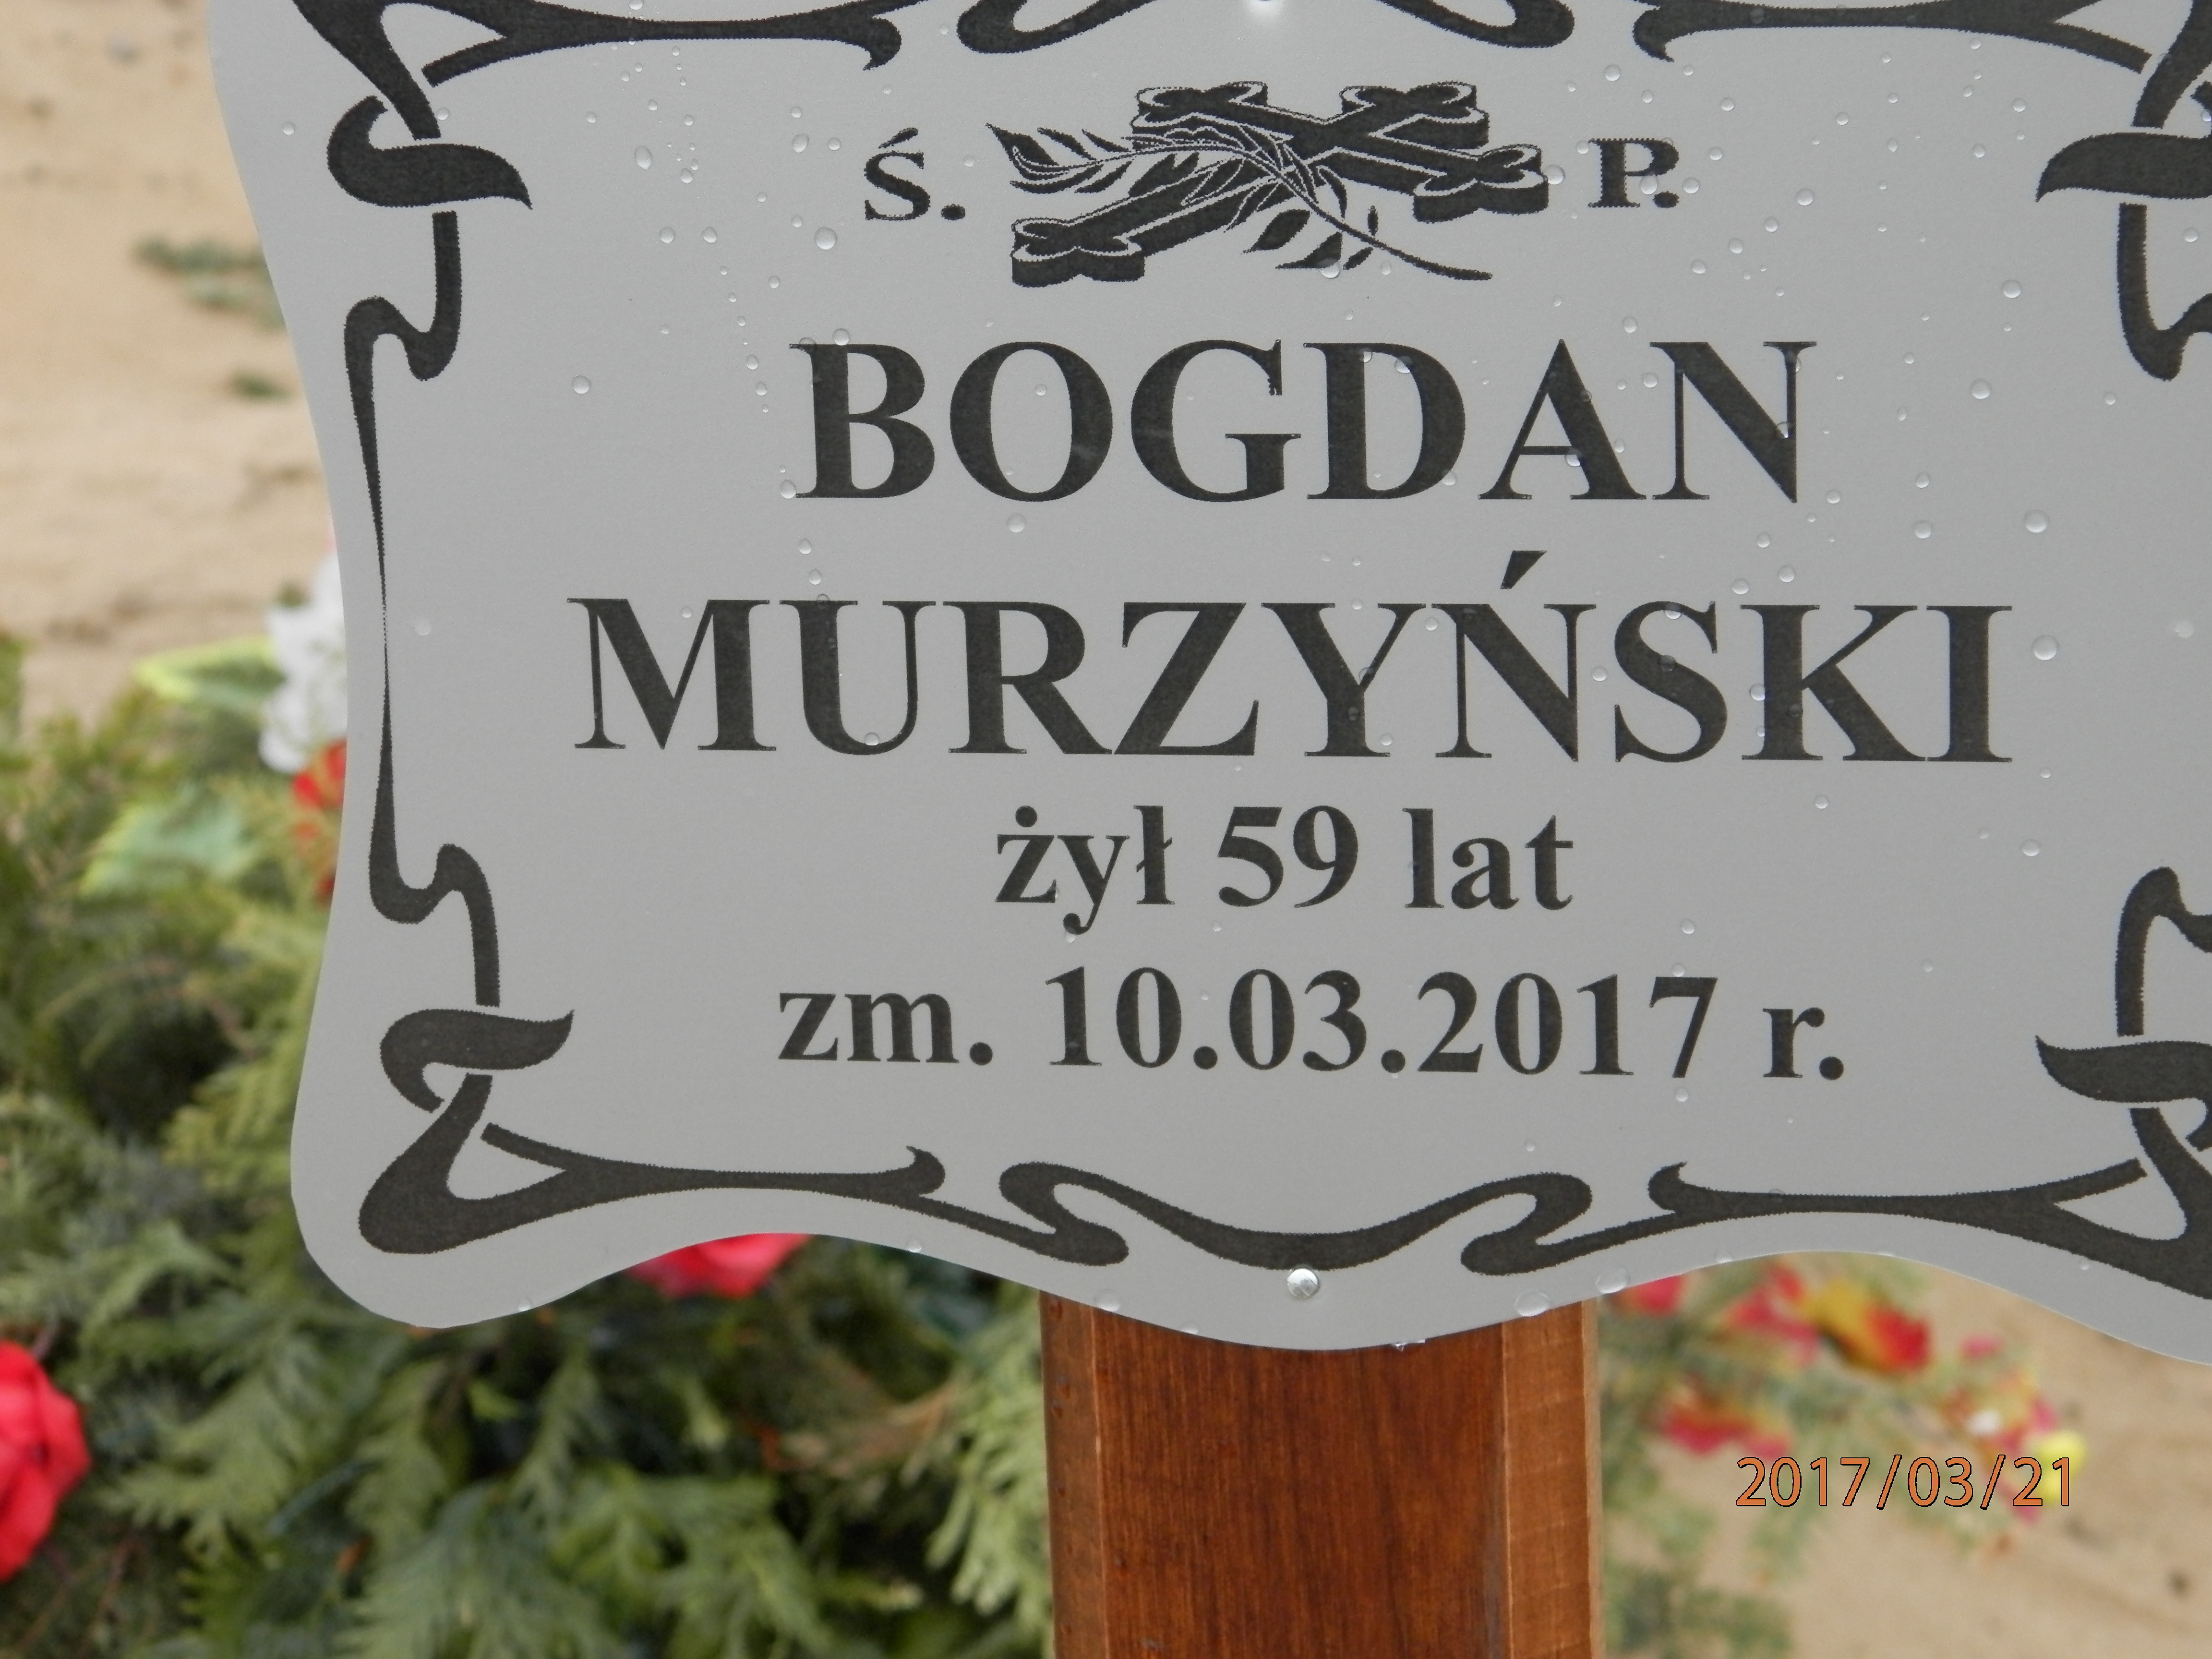 Ś. P.
BOGDAN
MURZYŃSKI
żył 59 lat
zm. 10.03.2017 r.
2017/03/21